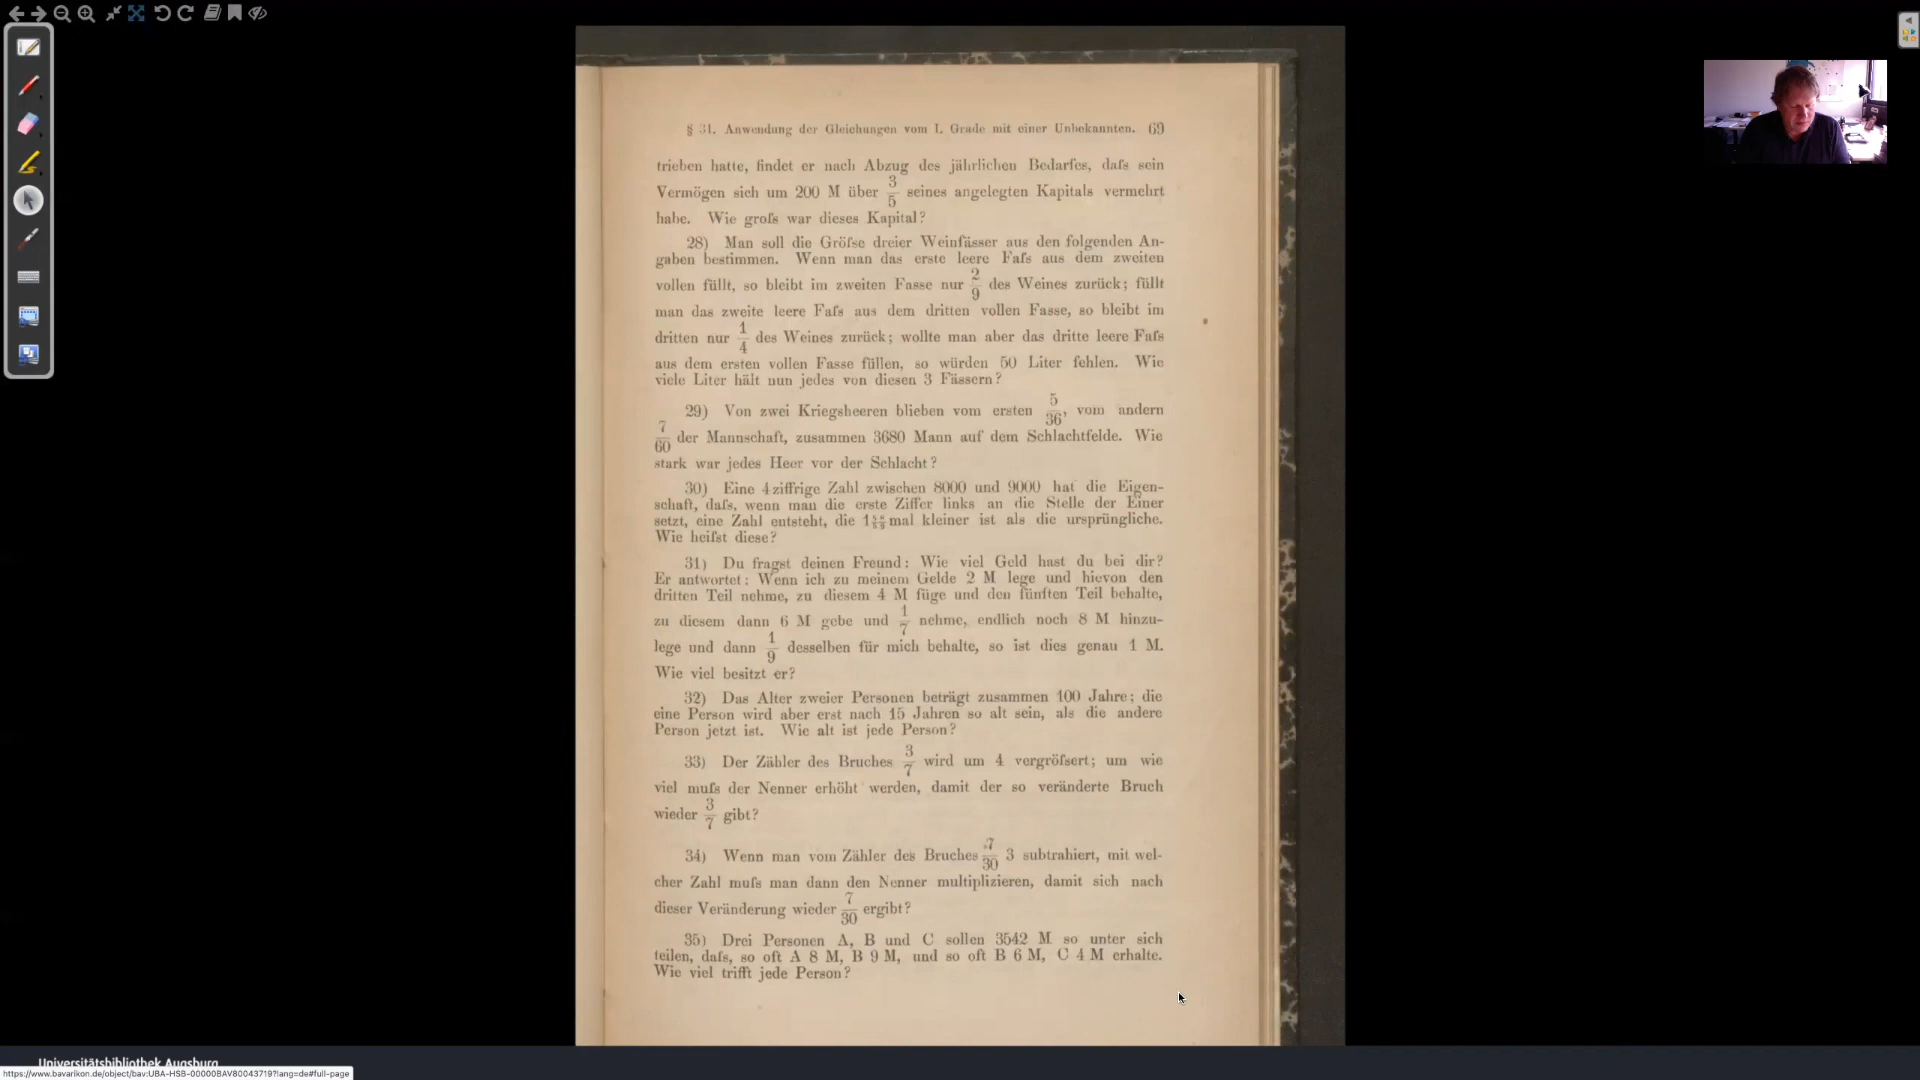 § 31. Anwendung der Gleichungen vom I. Grade mit einer Unbekannten. 69
trieben hatte, findet er nach Abzug des jährlichen Bedarfes, daſs sein
Vermögen sich um 200 M über 3/5 seines angelegten Kapitals vermehrt
habe. Wie groſs war dieses Kapital?
28) Man soll die Gröſse dreier Weinfässer aus den folgenden An-
gaben bestimmen. Wenn man das erste leere Faſs aus dem zweiten
vollen füllt, so bleibt im zweiten Fasse nur 2/9 des Weines zurück; füllt
man das zweite leere Faſs aus dem dritten vollen Fasse, so bleibt im
dritten nur 1/4 des Weines zurück; wollte man aber das dritte leere Faſs
aus dem ersten vollen Fasse füllen, so würden 50 Liter fehlen. Wie
viele Liter hält nun jedes von diesen 3 Fässern?
29) Von zwei Kriegsheeren blieben vom ersten 5/36, vom andern
7/60 der Mannschaft, zusammen 3680 Mann auf dem Schlachtfelde. Wie
stark war jedes Heer vor der Schlacht?
30) Eine 4ziffrige Zahl zwischen 8000 und 9000 hat die Eigen-
schaft, daſs, wenn man die erste Ziffer links an die Stelle der Einer
setzt, eine Zahl entsteht, die mal kleiner ist als die ursprüngliche.
Wie heiſst diese?
31) Du fragst deinen Freund: Wie viel Geld hast du bei dir?
Er antwortet: Wenn ich zu meinem Gelde 2 M lege und hievon den
dritten Teil nehme, zu diesem 4 M füge und den fünften Teil behalte,
zu diesem dann 6 M gebe und 1/7 nehme, endlich noch 8 M hinzu-
lege und dann 1/9 desselben für mich behalte, so ist dies genau 1 M.
Wie viel besitzt er?
32) Das Alter zweier Personen beträgt zusammen 100 Jahre; die
eine Person wird aber erst nach 15 Jahren so alt sein, als die andere
Person jetzt ist. Wie alt ist jede Person?
33) Der Zähler des Bruches 3/7 wird um 4 vergröſsert; um wie
viel muſs der Nenner erhöht werden, damit der so veränderte Bruch
wieder 3/7 gibt?
34) Wenn man vom Zähler des Bruches 7/30 3 subtrahiert, mit wel-
cher Zahl muſs man dann den Nenner multiplizieren, damit sich nach
dieser Veränderung wieder 7/30 ergibt?
35) Drei Personen A, B und C sollen 3542 M so unter sich
teilen, daſs, so oft A 8 M, B 9 M, und so oft B 6 M, C 4 M erhalte.
Wie viel trifft jede Person?
Universitätsbibliothek Augsburg
https://www.bavarikon.de/object/bav:UBA-HSB-00000BAV80043719?lang=de#full-page